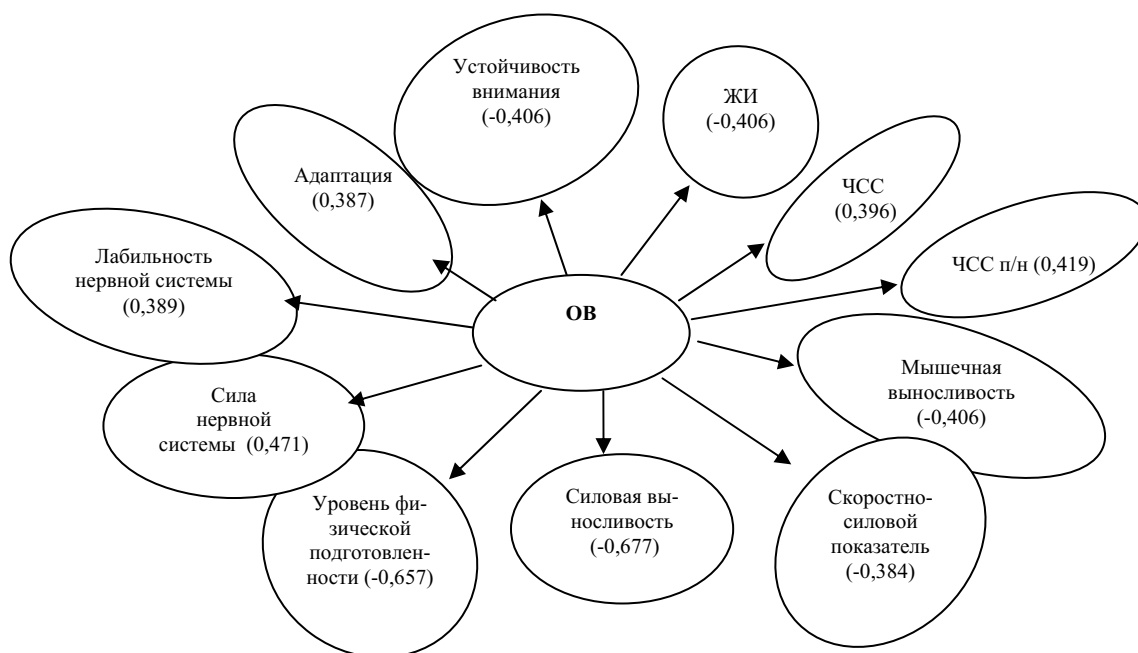 Устойчивость
внимания
(-0,406)
ЖИ
(-0,406)
Адаптация
(0,387)
ЧСС
(0,396)
Лабильность
нервной системы
(0,389)
ЧСС п/н (0,419)
ОВ
Мышечная
выносливость
(-0,406)
Сила
нервной
системы (0,471)
Уровень фи-
зической
подготовлен-
ности (-0,657)
Силовая вы-
носливость
(-0,677)
Скоростно-
силовой
показатель
(-0,384)